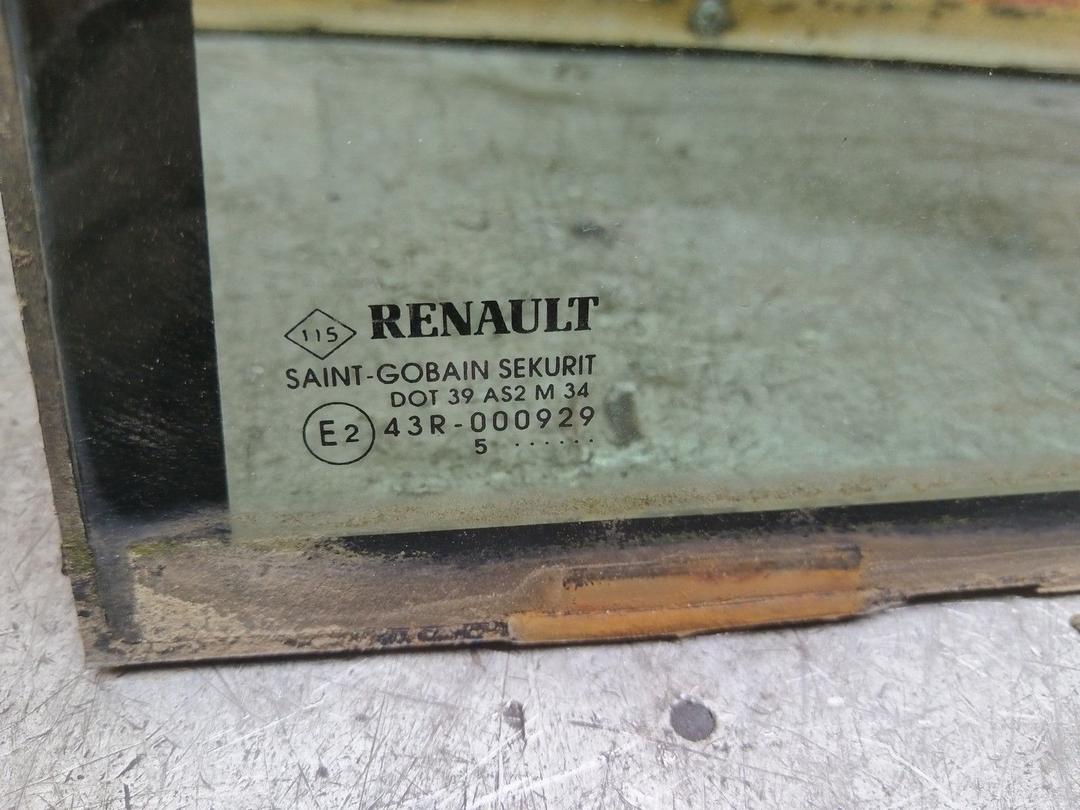 115 RENAULT
SAINT-GOBAIN SEKURIT
DOT 39 AS2 M 34
E2 43R-000929
5 ······